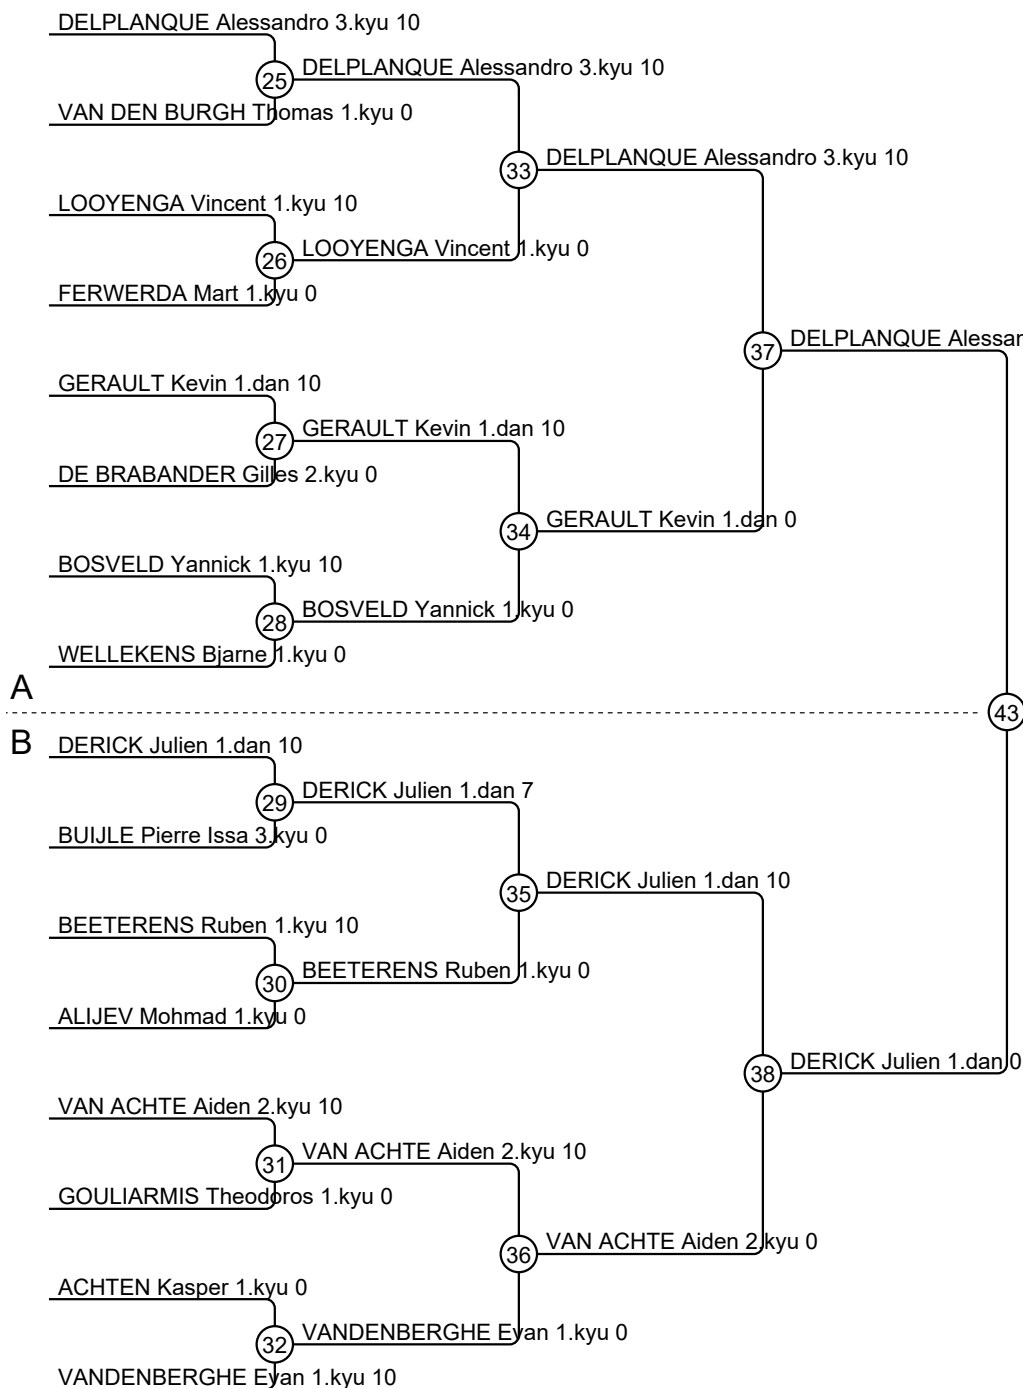 DELPLANQUE Alessandro 3.kyu 10
25
DELPLANQUE Alessandro 3.kyu 10
VAN DEN BURGH Thomas 1.kyu 0
33
DELPLANQUE Alessandro 3.kyu 10
LOOYENGA Vincent 1.kyu 10
26
LOOYENGA Vincent 1.kyu 0
FERWERDA Mart 1.kyu 0
37
DELPLANQUE Alessan
GERAULT Kevin 1.dan 10
27
GERAULT Kevin 1.dan 10
DE BRABANDER Gilles 2.kyu 0
34
GERAULT Kevin 1.dan 0
BOSVELD Yannick 1.kyu 10
28
BOSVELD Yannick 1.kyu 0
WELLEKENS Bjarne 1.kyu 0
A
43
B
DERICK Julien 1.dan 10
29
DERICK Julien 1.dan 7
BUIJLE Pierre Issa 3.kyu 0
35
DERICK Julien 1.dan 10
BEETERENS Ruben 1.kyu 10
30
BEETERENS Ruben 1.kyu 0
ALIJEV Mohmad 1.kyu 0
38
DERICK Julien 1.dan 0
VAN ACHTE Aiden 2.kyu 10
31
VAN ACHTE Aiden 2.kyu 10
GOULIARMIS Theodoros 1.kyu 0
36
VAN ACHTE Aiden 2.kyu 0
ACHTEN Kasper 1.kyu 0
32
VANDENBERGHE Evan 1.kyu 0
VANDENBERGHE Evan 1.kyu 10